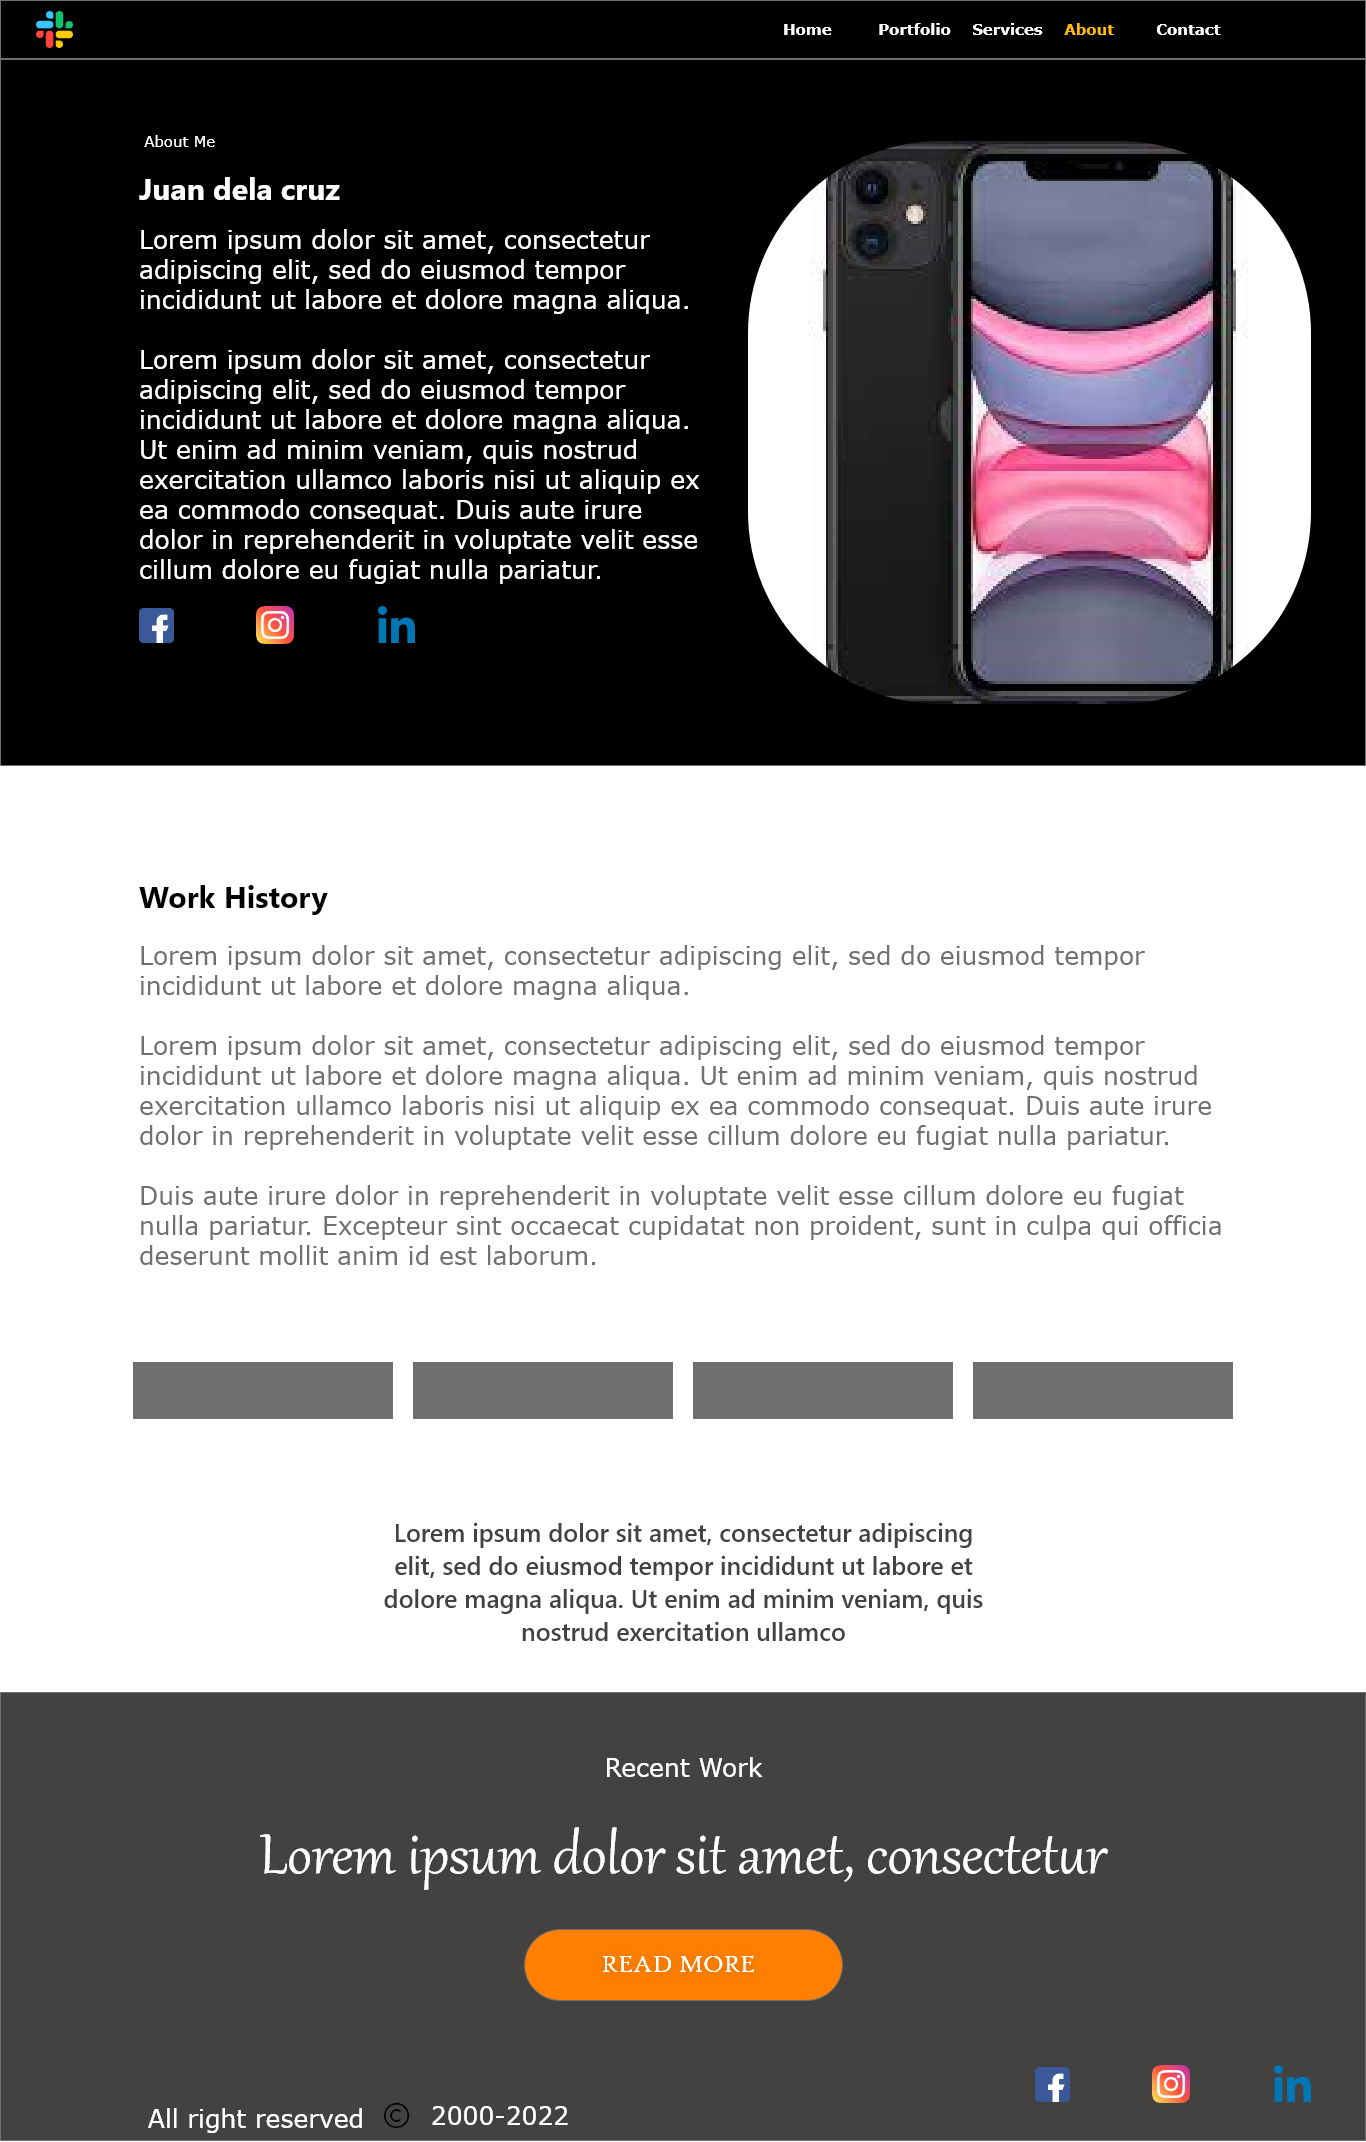 Home Portfolio Services About Contact
About Me
Juan dela cruz
Lorem ipsum dolor sit amet, consectetur
adipiscing elit, sed do eiusmod tempor
incididunt ut labore et dolore magna aliqua.
Lorem ipsum dolor sit amet, consectetur
adipiscing elit, sed do eiusmod tempor
incididunt ut labore et dolore magna aliqua.
Ut enim ad minim veniam, quis nostrud
exercitation ullamco laboris nisi ut aliquip ex
ea commodo consequat. Duis aute irure
dolor in reprehenderit in voluptate velit esse
cillum dolore eu fugiat nulla pariatur.
Work History
Lorem ipsum dolor sit amet, consectetur adipiscing elit, sed do eiusmod tempor
incididunt ut labore et dolore magna aliqua.
Lorem ipsum dolor sit amet, consectetur adipiscing elit, sed do eiusmod tempor
incididunt ut labore et dolore magna aliqua. Ut enim ad minim veniam, quis nostrud
exercitation ullamco laboris nisi ut aliquip ex ea commodo consequat. Duis aute irure
dolor in reprehenderit in voluptate velit esse cillum dolore eu fugiat nulla pariatur.
Duis aute irure dolor in reprehenderit in voluptate velit esse cillum dolore eu fugiat
nulla pariatur. Excepteur sint occaecat cupidatat non proident, sunt in culpa qui officia
deserunt mollit anim id est laborum.
Lorem ipsum dolor sit amet, consectetur adipiscing
elit, sed do eiusmod tempor incididunt ut labore et
dolore magna aliqua. Ut enim ad minim veniam, quis
nostrud exercitation ullamco
Recent Work
Lorem ipsum dolor sit amet, consectetur
READ MORE
All right reserved © 2000-2022